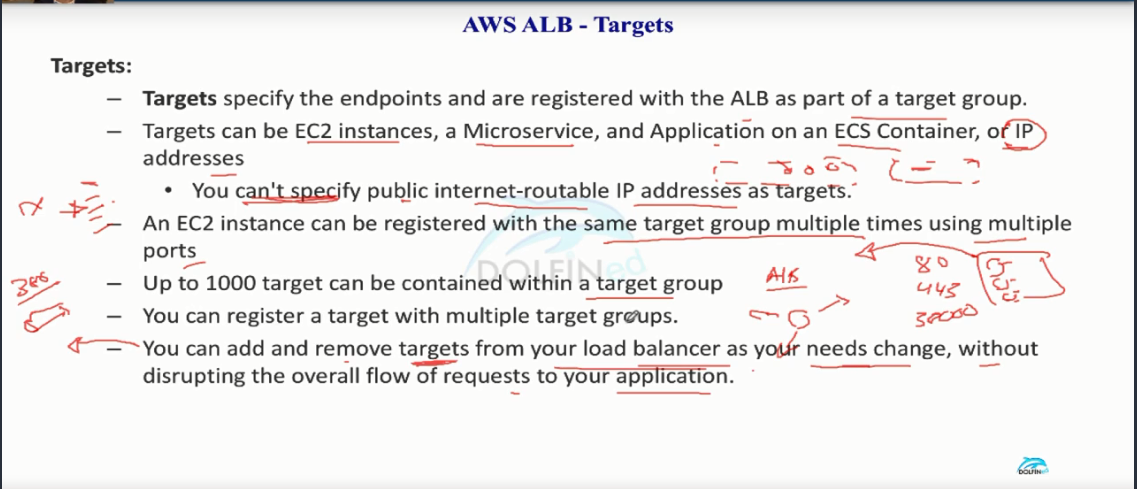 AWS ALB - Targets
Targets:
– Targets specify the endpoints and are registered with the ALB as part of a target group.
– Targets can be EC2 instances, a Microservice, and Application on an ECS Container, or IP
addresses
• You can't specify public internet-routable IP addresses as targets.
– An EC2 instance can be registered with the same target group multiple times using multiple
ports
DOLFINed
– Up to 1000 target can be contained within a target group
ALB
80
443
30000
– You can register a target with multiple target groups.
– You can add and remove targets from your load balancer as your needs change, without
disrupting the overall flow of requests to your application.
DOLFINed